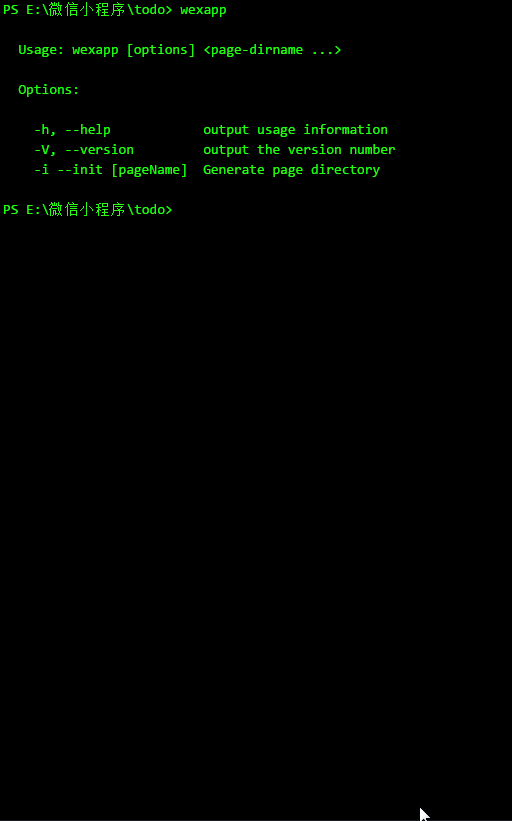 PS E:\微信小程序\todo> wexapp
Usage: wexapp [options] <page-dirname ...>
Options:
-h, --help            output usage information
-V, --version         output the version number
-i --init [pageName]  Generate page directory
PS E:\微信小程序\todo>